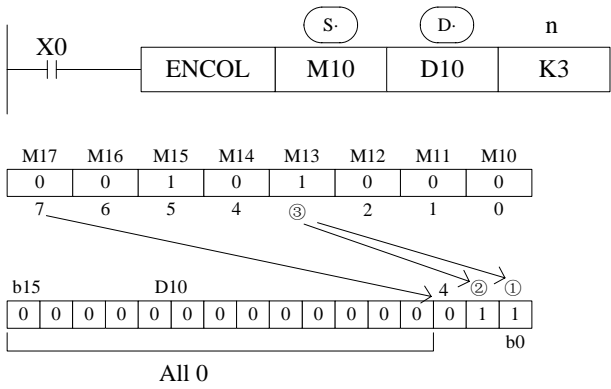 S· D· n
X0
ENCOL M10 D10 K3
M17 M16 M15 M14 M13 M12 M11 M10
0 0 1 0 1 0 0 0
7 6 5 4 ③ 2 1 0
b15 D10 4 ② ①
0 0 0 0 0 0 0 0 0 0 0 0 0 0 1 1
b0
All 0